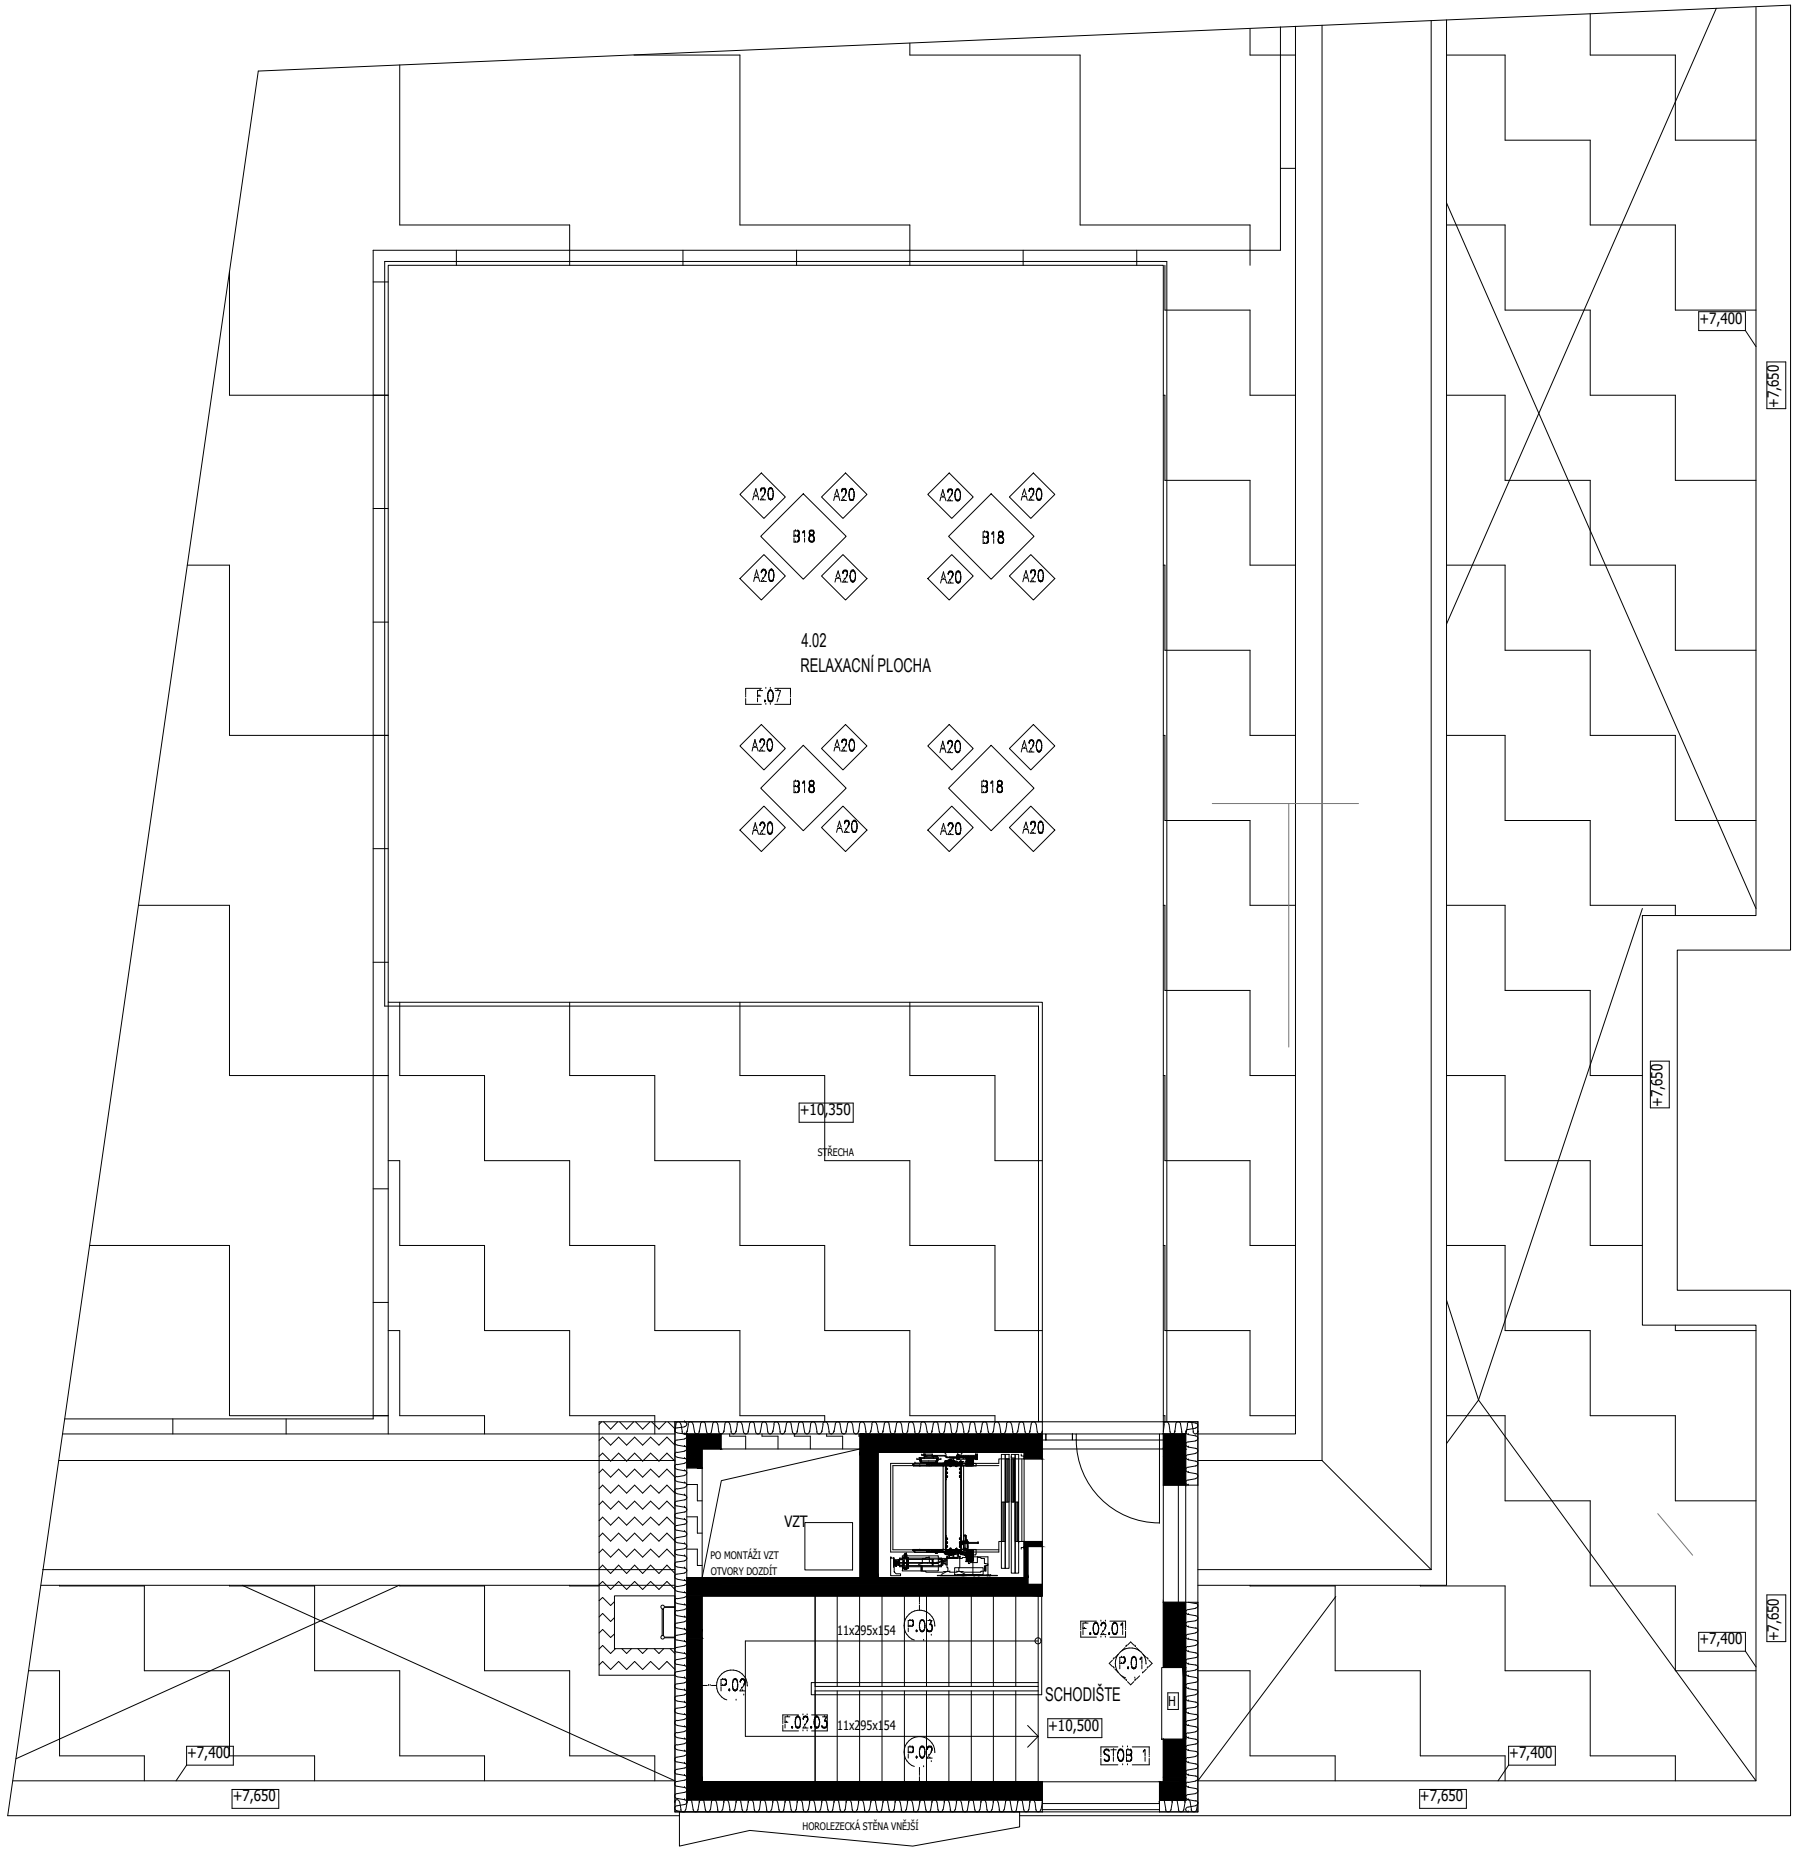 +7,400
+7,650
A20 A20 A20 A20
B18 B18
A20 A20 A20 A20
4.02
RELAXACNÍ PLOCHA
F.07
A20 A20 A20 A20
B18 B18
A20 A20 A20 A20
+7,650
+10,350
STŘECHA
VZT
PO MONTÁŽI VZT
OTVORY DOZDÍT
11x295x154
P.03
F.02.01
P.01
+7,400
+7,650
P.02
SCHODIŠTE
H
F.02.03
11x295x154
+10,500
P.02
STOB 1
+7,400
+7,400
+7,650
+7,650
HOROLEZECKÁ STĚNA VNĚJŠÍ